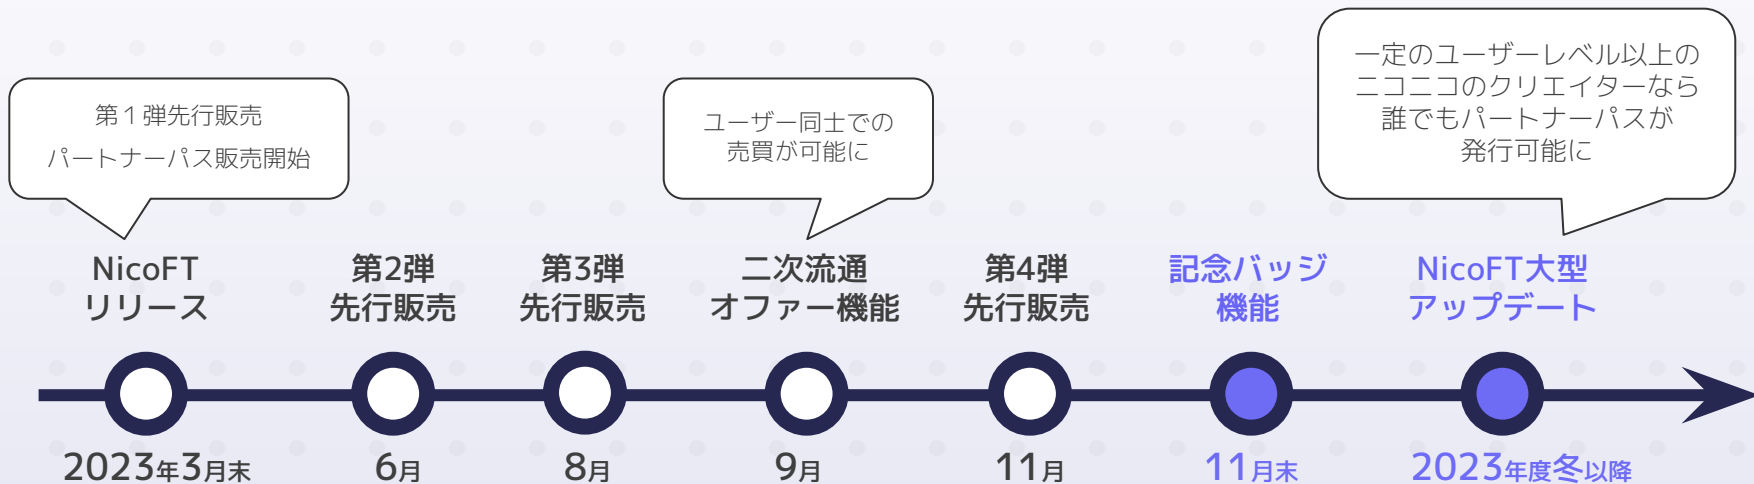 第１弾先行販売
パートナーパス販売開始
ユーザー同士での
売買が可能に
一定のユーザーレベル以上の
ニコニコのクリエイターなら
誰でもパートナーパスが
発行可能に
NicoFT
リリース
第2弾
先行販売
第3弾
先行販売
二次流通
オファー機能
第4弾
先行販売
記念バッジ
機能
NicoFT大型
アップデート
2023年3月末
6月
8月
9月
11月
11月末
2023年度冬以降